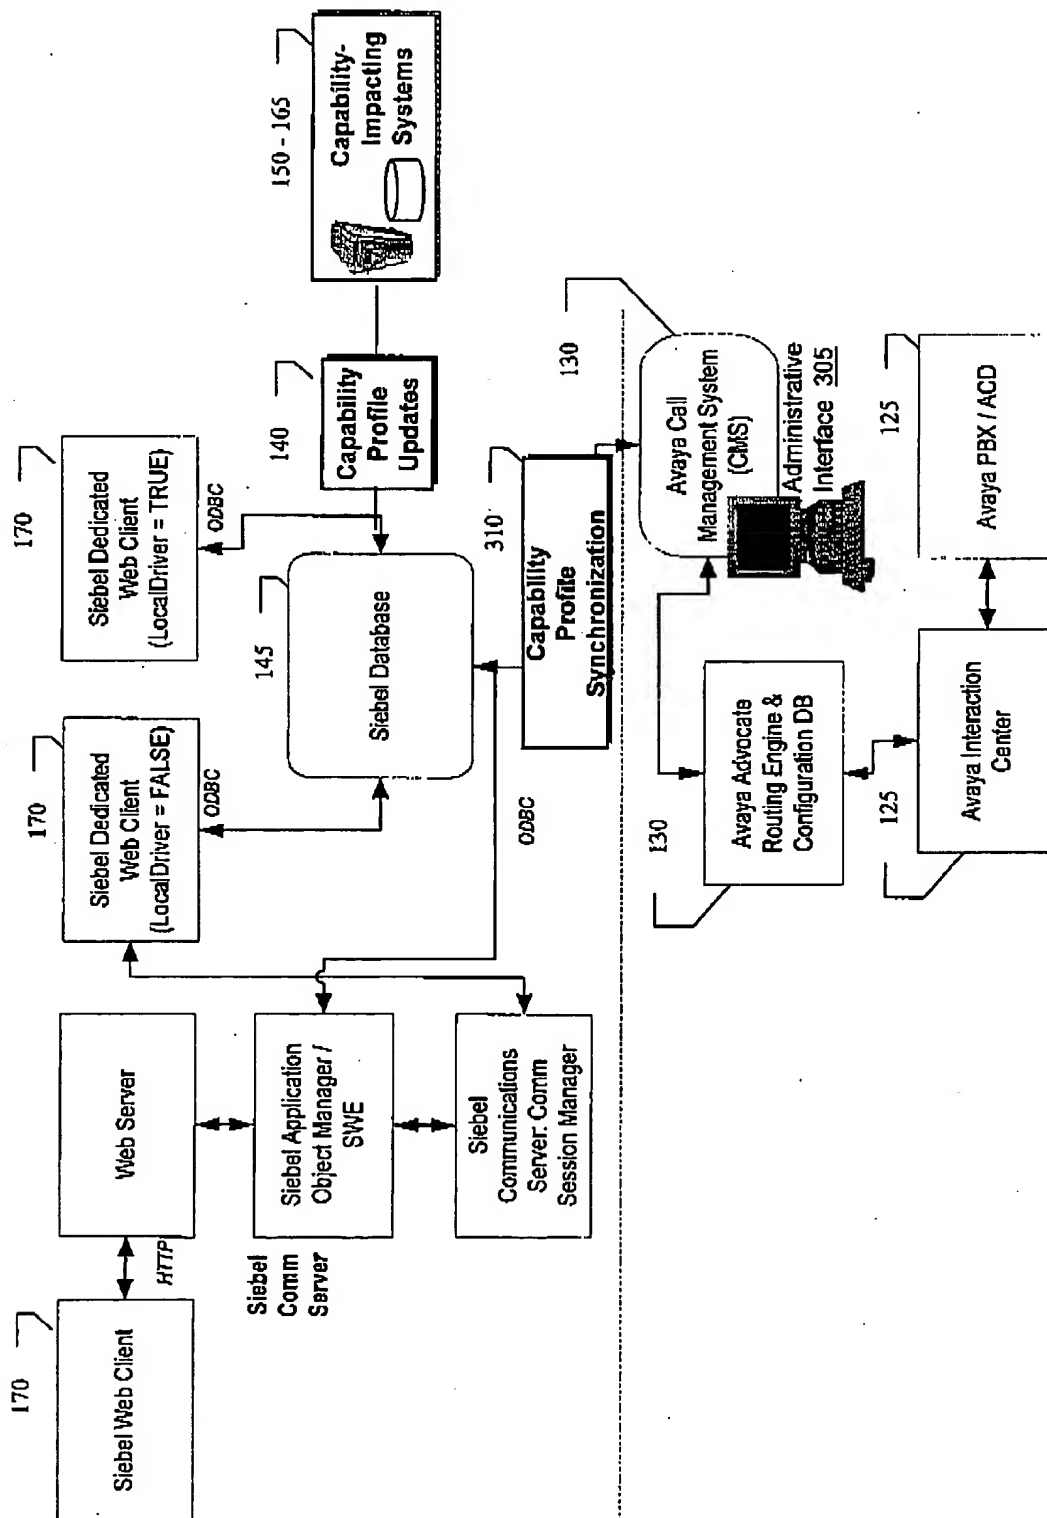 170
Siebel Web Client
HTTP
Web Server
Siebel
Comm
Server
Siebel Application
Object Manager /
SWE
Siebel
Communications
Server: Comm
Session Manager
170
Siebel Dedicated
Web Client
(LocalDriver = FALSE)
ODBC
170
Siebel Dedicated
Web Client
(LocalDriver = TRUE)
ODBC
145
Siebel Database
ODBC
140
Capability
Profile
Updates
150 - 165
Capability-
Impacting
Systems
310
Capability
Profile
Synchronization
130
Avaya Call
Management System
(CMS)
Administrative
Interface 305
130
Avaya Advocate
Routing Engine &
Configuration DB
125
Avaya Interaction
Center
125
Avaya PBX / ACD